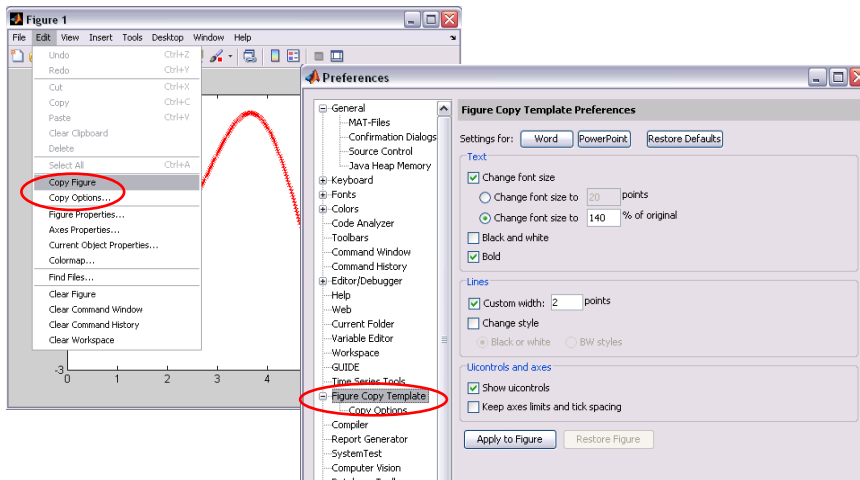 Figure 1
File Edit View Insert Tools Desktop Window Help
Undo Ctrl+Z
Redo Ctrl+Y
Cut Ctrl+X
Copy Ctrl+C
Paste Ctrl+V
Clear Clipboard
Delete
Select All Ctrl+A
Copy Figure
Copy Options...
Figure Properties...
Axes Properties...
Current Object Properties...
Colormap...
Find Files...
Clear Figure
Clear Command Window
Clear Command History
Clear Workspace
-3
0 1 2 3 4
Preferences
General
MAT-Files
Confirmation Dialogs
Source Control
Java Heap Memory
Keyboard
Fonts
Colors
Code Analyzer
Toolbars
Command Window
Command History
Editor/Debugger
Help
Web
Current Folder
Variable Editor
Workspace
GUIDE
Time Series Tools
Figure Copy Template
Copy Options
Compiler
Report Generator
SystemTest
Computer Vision
Figure Copy Template Preferences
Settings for: Word PowerPoint Restore Defaults
Text
Change font size
Change font size to 20 points
Change font size to 140 % of original
Black and white
Bold
Lines
Custom width: 2 points
Change style
Black or white BW styles
Uicontrols and axes
Show uicontrols
Keep axes limits and tick spacing
Apply to Figure Restore Figure